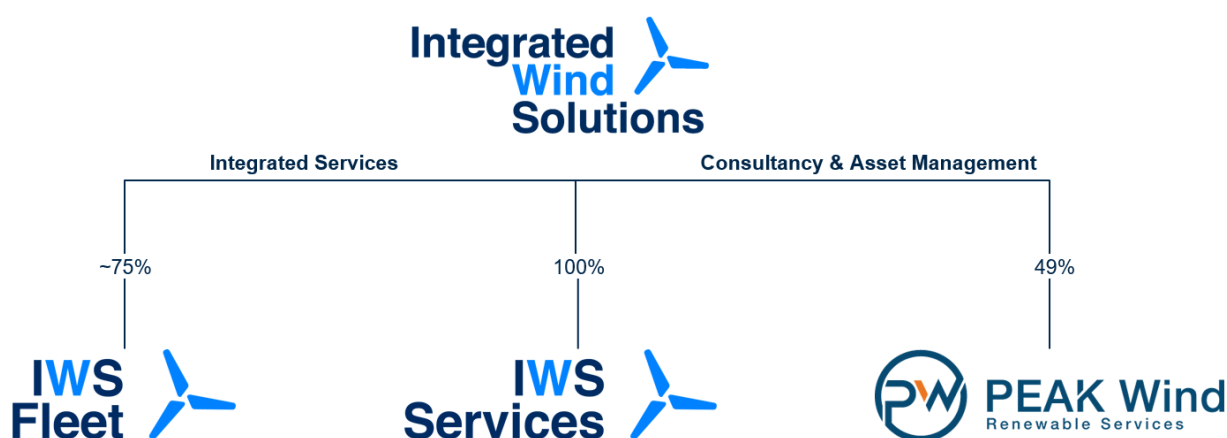 Integrated
Wind
Solutions
Integrated Services
Consultancy & Asset Management
~75%
100%
49%
IWS
Fleet
IWS
Services
PW
PEAK Wind
Renewable Services